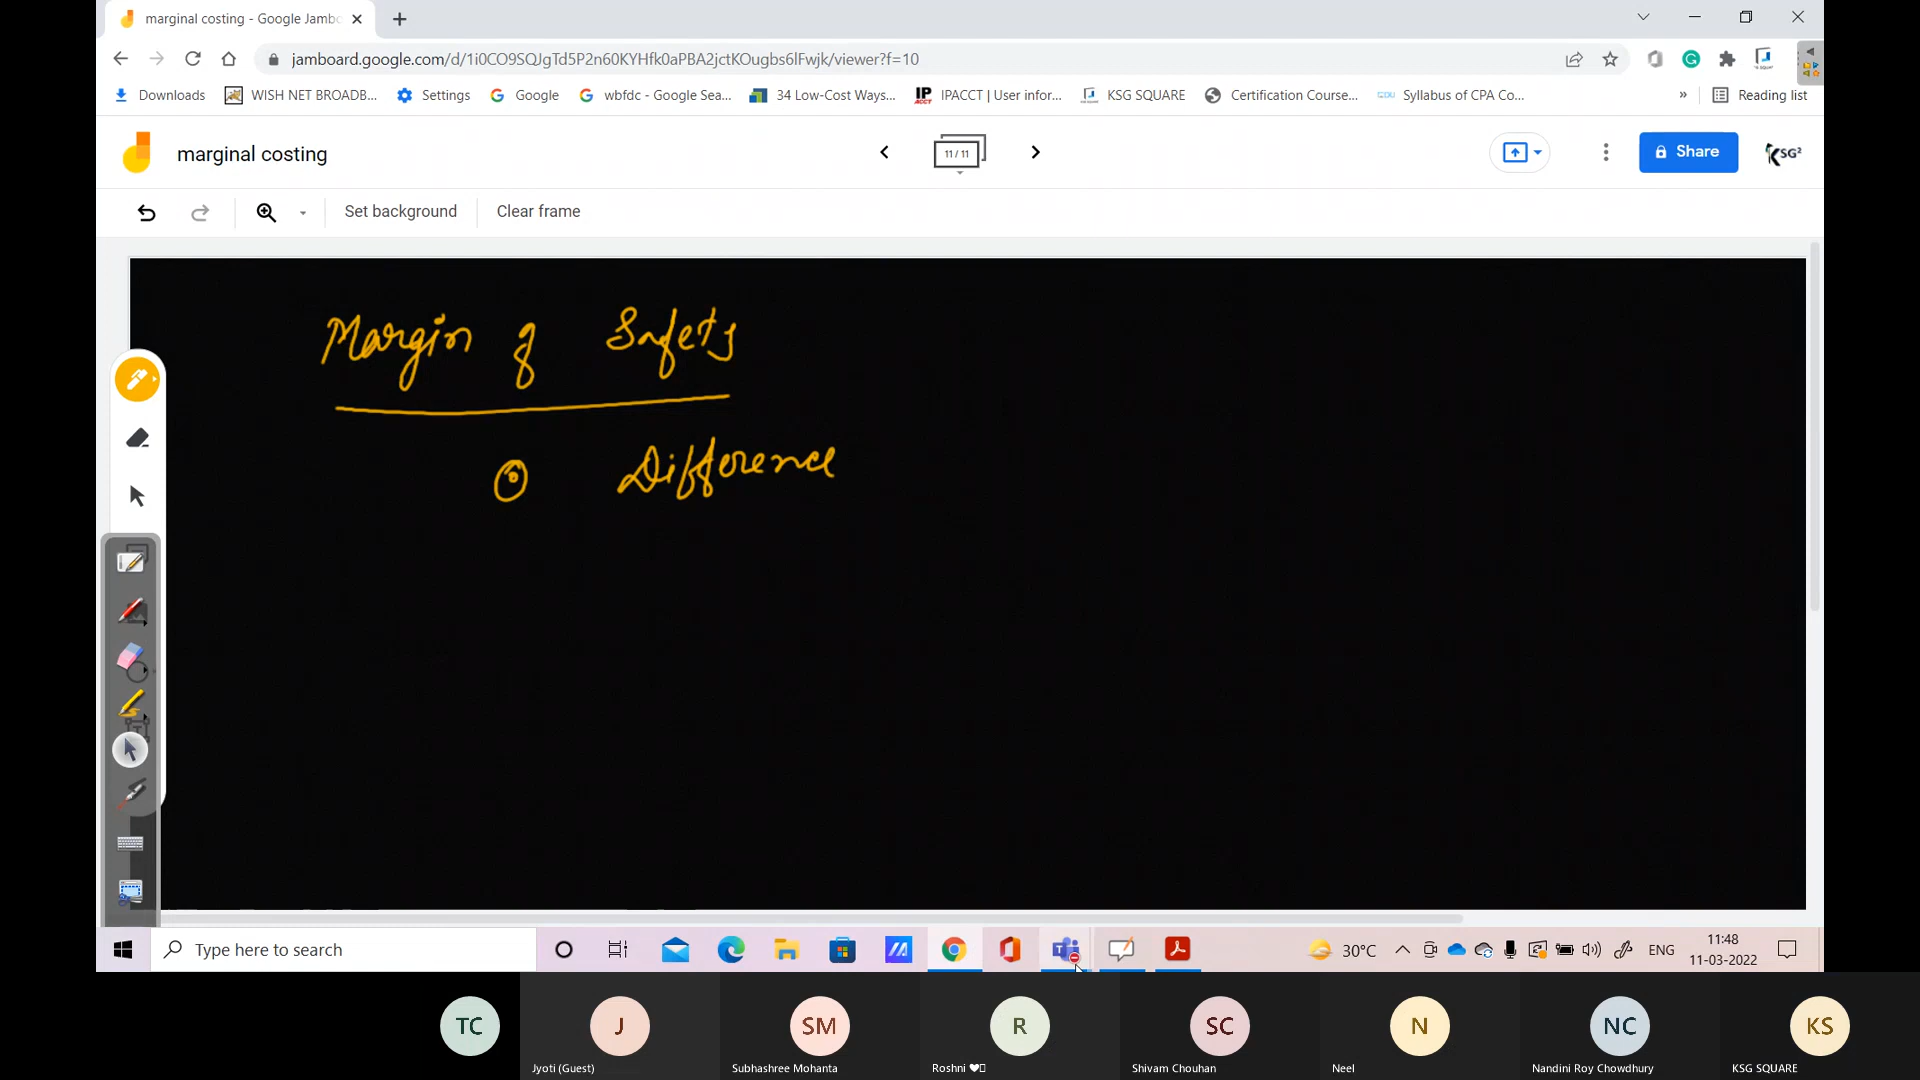 marginal costing - Google Jambo
jamboard.google.com/d/1i0CO9SQJgTd5P2n60KYHfk0aPBA2jctKOugbs6lFwjk/viewer?f=10
Downloads WISH NET BROADB... Settings Google wbfdc - Google Sea... 34 Low-Cost Ways... IP ACCT IPACCT | User infor... KSG SQUARE Certification Course... Syllabus of CPA Co... » Reading list
marginal costing 11 / 11 Share KSG²
Set background Clear frame
Margin of Safety
Difference
Type here to search 30°C ENG 11:48
11-03-2022
TC J SM R SC N NC KS
Jyoti (Guest) Subhashree Mohanta Roshni ❤ Shivam Chouhan Neel Nandini Roy Chowdhury KSG SQUARE